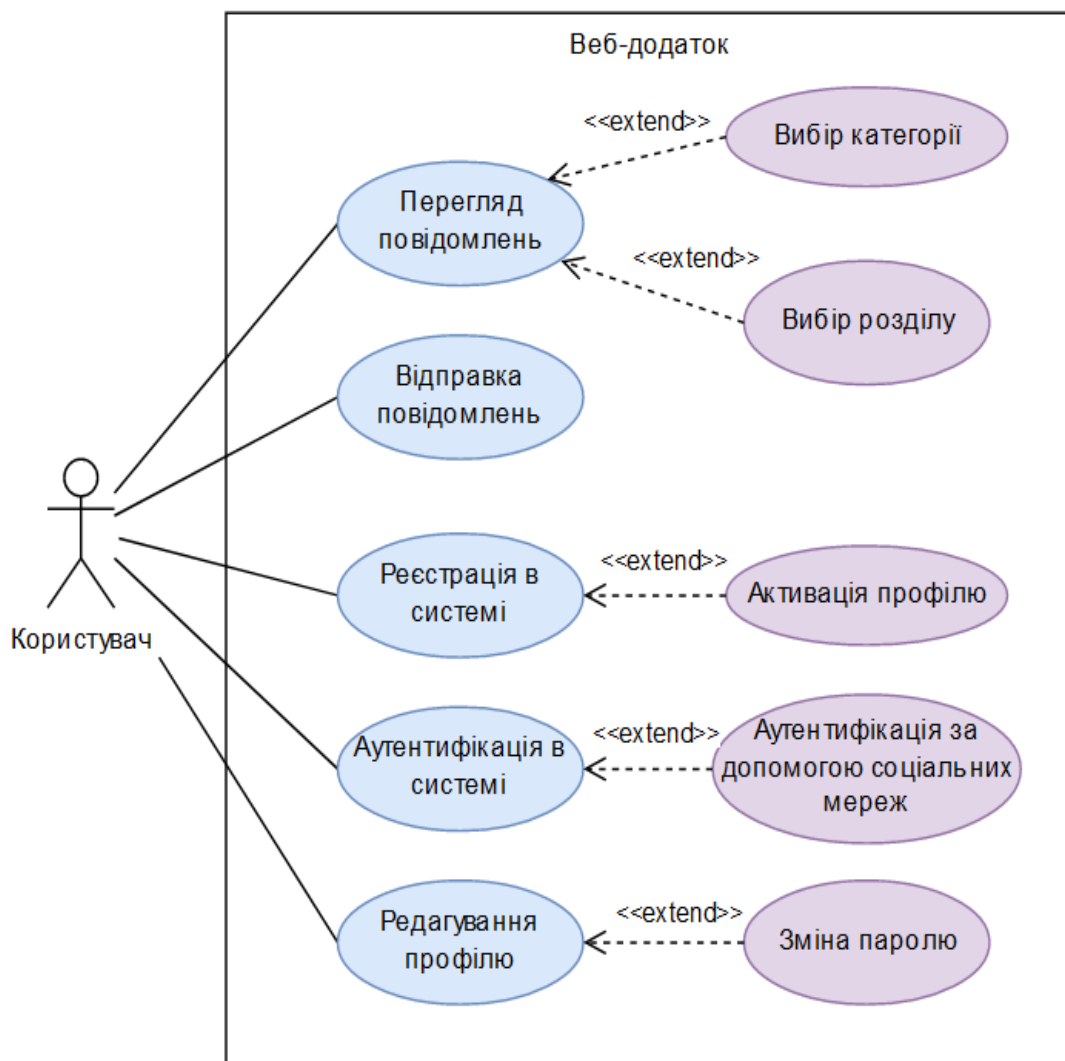 Веб-додаток
<<extend>>
Вибір категорії
Перегляд
повідомлень
<<extend>>
Вибір розділу
Відправка
повідомлень
Користувач
Реєстрація в
системі
<<extend>>
Активація профілю
Аутентифікація в
системі
<<extend>>
Аутентифікація за
допомогою соціальних
мереж
Редагування
профілю
<<extend>>
Зміна паролю